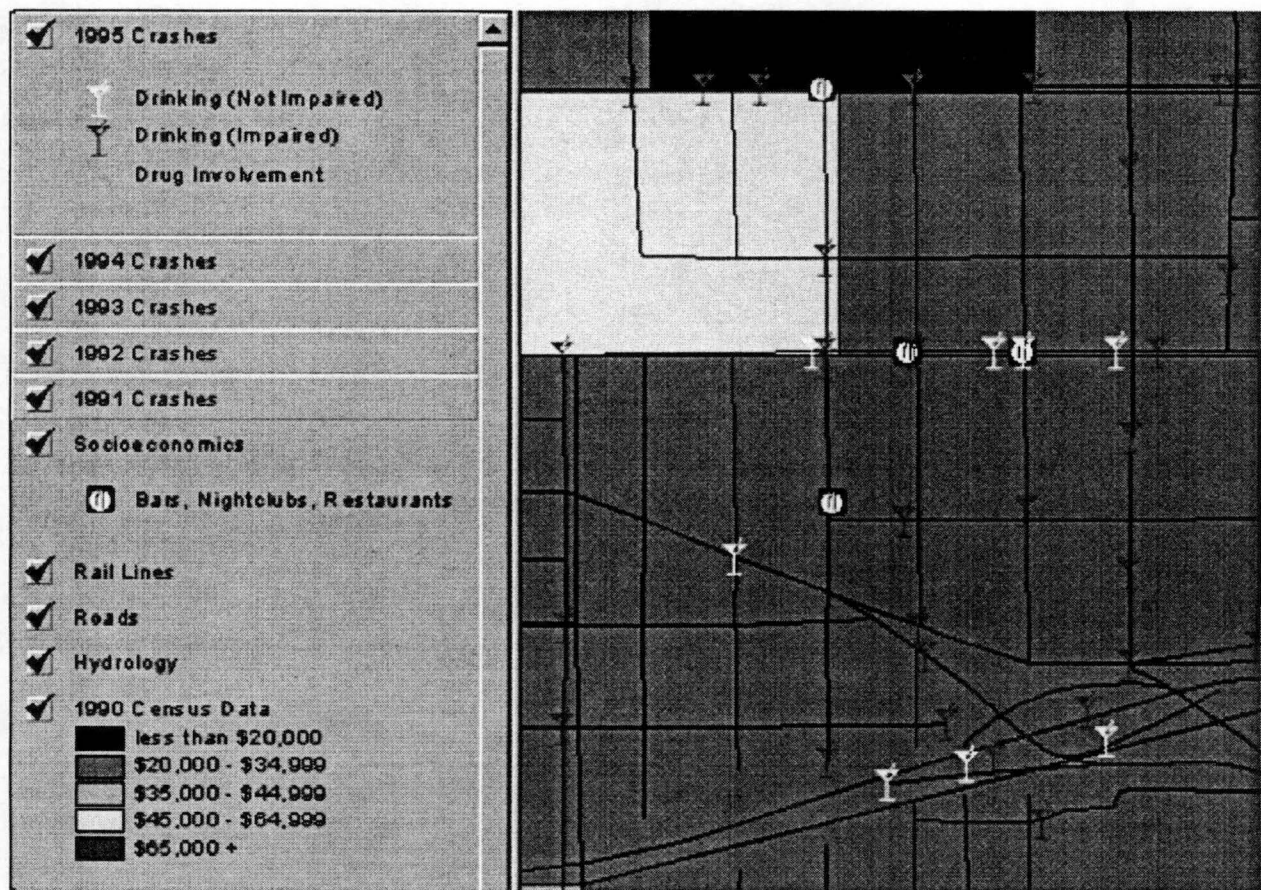 1995 Crashes
Drinking (Not Impaired)
Drinking (Impaired)
Drug Involvement
1994 Crashes
1993 Crashes
1992 Crashes
1991 Crashes
Socioeconomics
Bars, Nightclubs, Restaurants
Rail Lines
Roads
Hydrology
1990 Census Data
less than $20,000
$20,000 - $34,999
$35,000 - $44,999
$45,000 - $64,999
$65,000 +